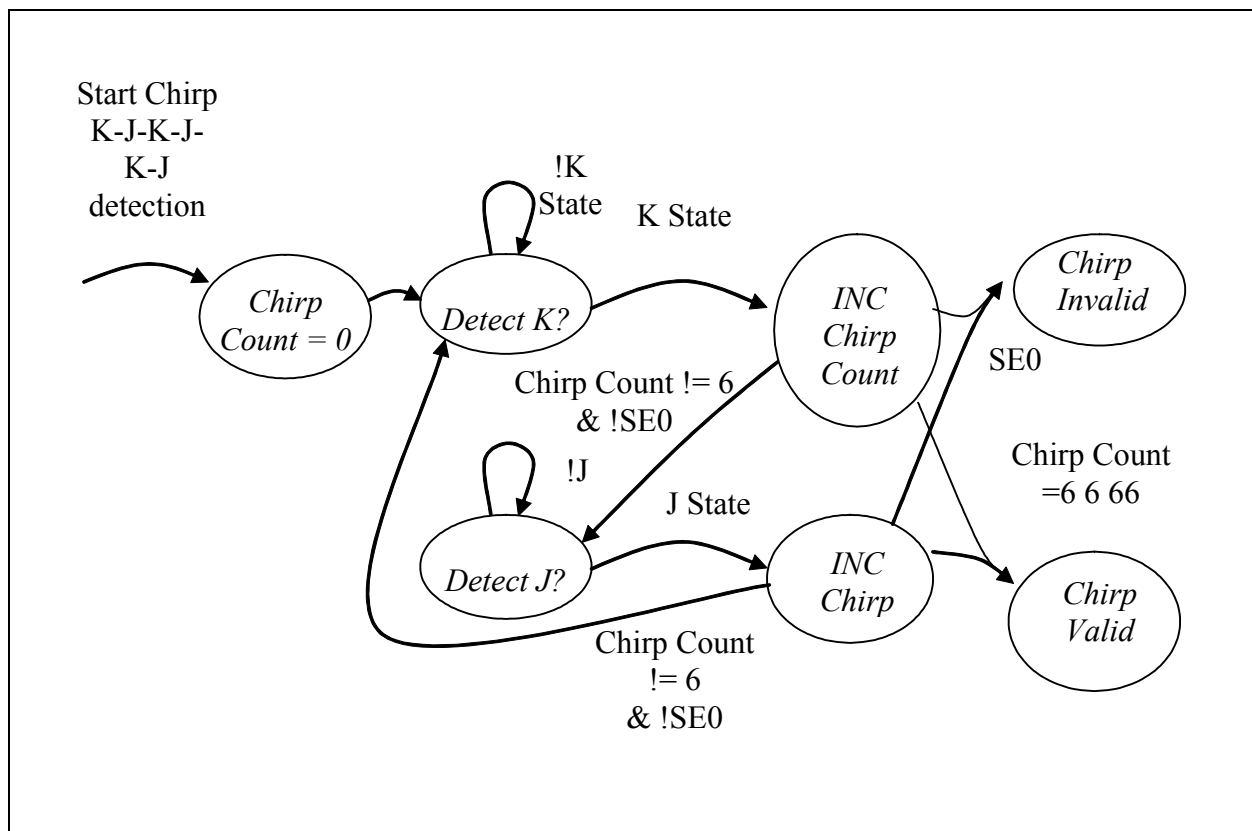 Start Chirp
K-J-K-J-
K-J
detection
!K
State
K State
Chirp
Count = 0
Detect K?
INC
Chirp
Count
Chirp
Invalid
SE0
Chirp Count != 6
& !SE0
!J
J State
Chirp Count
=6 6 66
Detect J?
INC
Chirp
Chirp
Valid
Chirp Count
!= 6
& !SE0